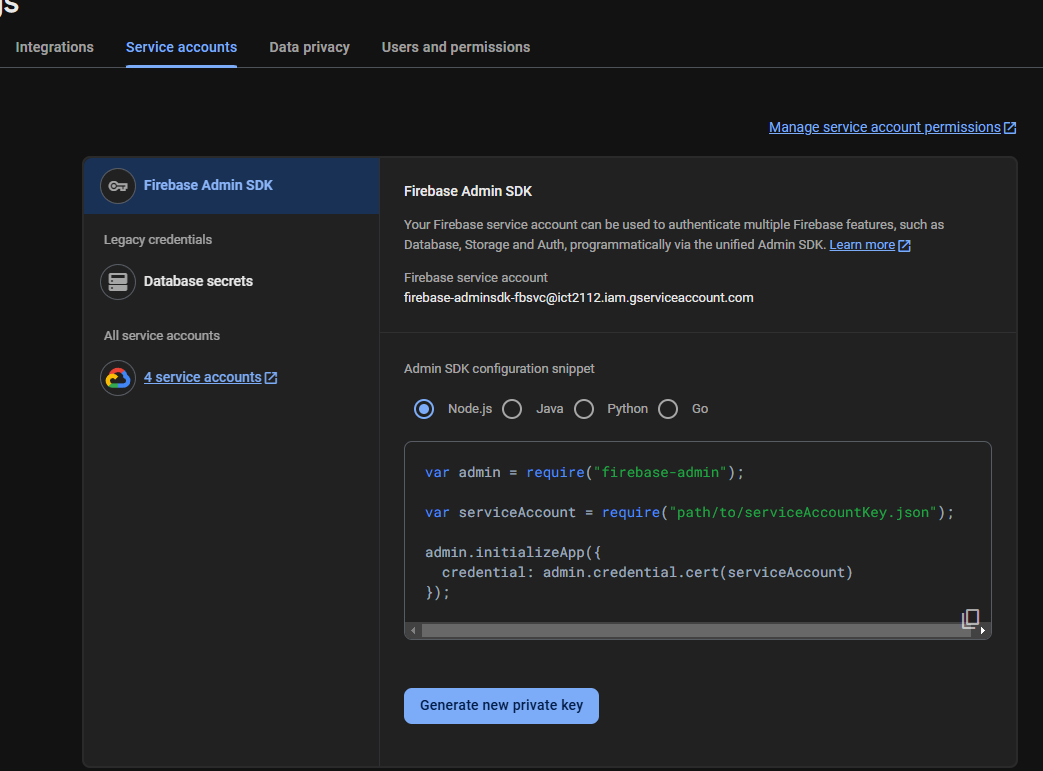 gs
Integrations
Service accounts
Data privacy
Users and permissions
Manage service account permissions
Firebase Admin SDK
Legacy credentials
Database secrets
All service accounts
4 service accounts
Firebase Admin SDK
Your Firebase service account can be used to authenticate multiple Firebase features, such as
Database, Storage and Auth, programmatically via the unified Admin SDK. Learn more
Firebase service account
firebase-adminsdk-fbsvc@ict2112.iam.gserviceaccount.com
Admin SDK configuration snippet
Node.js
Java
Python
Go
var admin = require("firebase-admin");
var serviceAccount = require("path/to/serviceAccountKey.json");
admin.initializeApp({
  credential: admin.credential.cert(serviceAccount)
});
Generate new private key